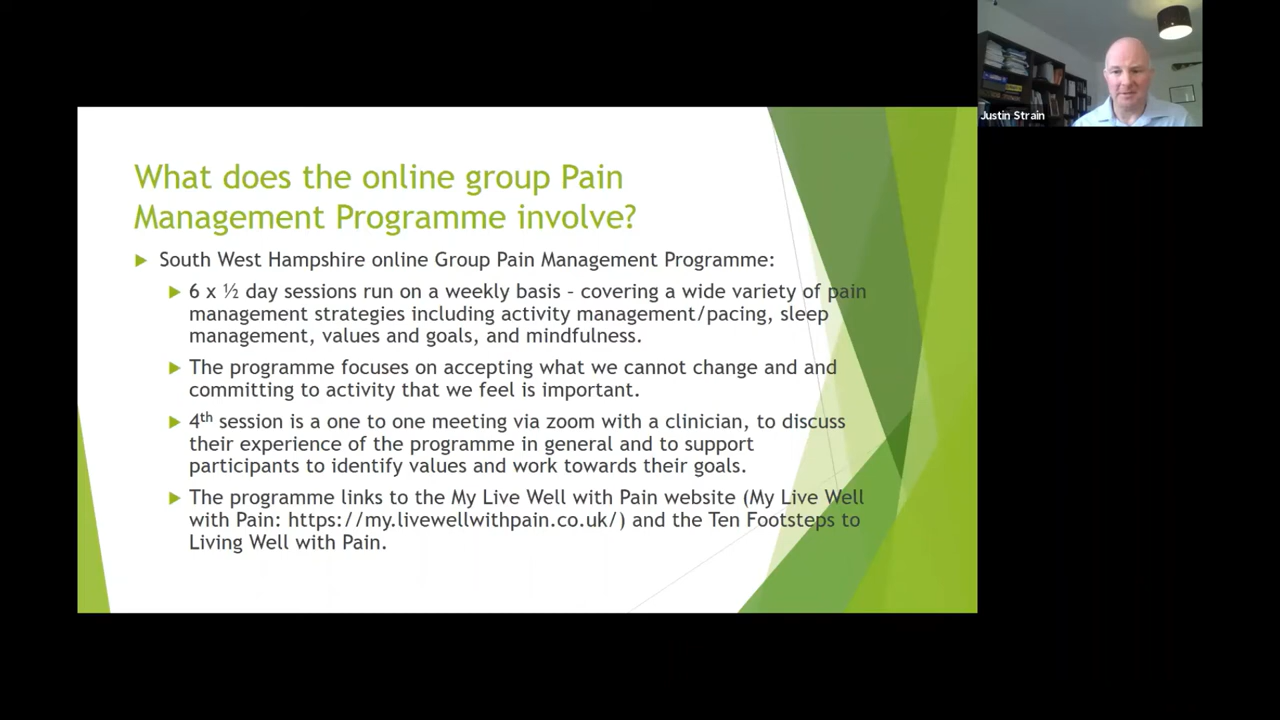 Justin Strain
What does the online group Pain
Management Programme involve?
South West Hampshire online Group Pain Management Programme:
6 x ½ day sessions run on a weekly basis – covering a wide variety of pain
management strategies including activity management/pacing, sleep
management, values and goals, and mindfulness.
The programme focuses on accepting what we cannot change and and
committing to activity that we feel is important.
4th session is a one to one meeting via zoom with a clinician, to discuss
their experience of the programme in general and to support
participants to identify values and work towards their goals.
The programme links to the My Live Well with Pain website (My Live Well
with Pain: https://my.livewellwithpain.co.uk/) and the Ten Footsteps to
Living Well with Pain.